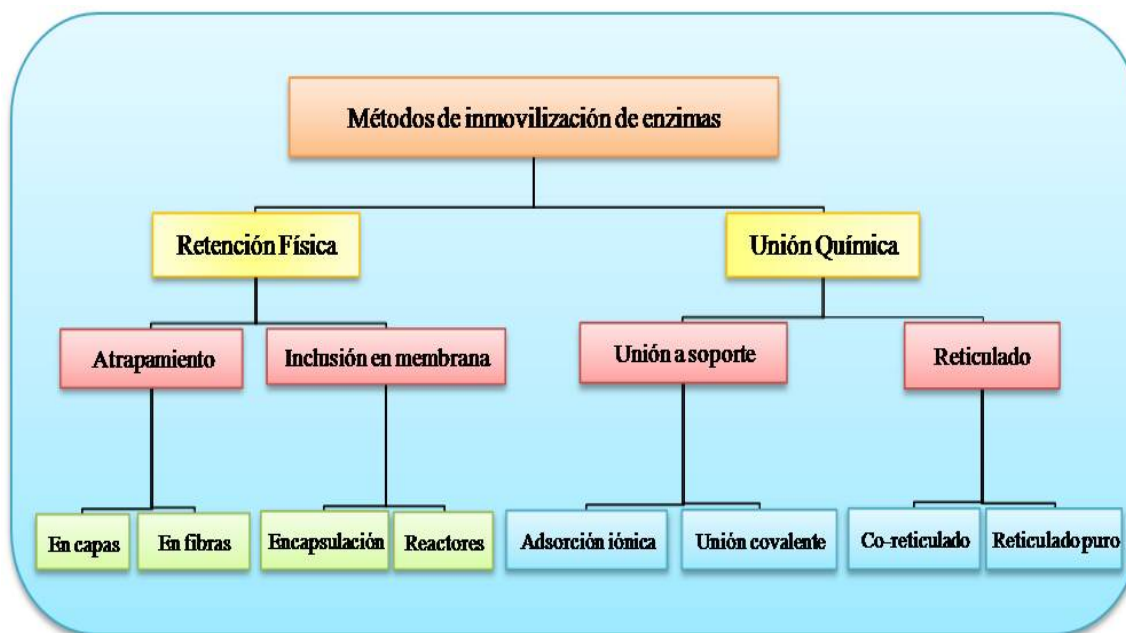 Métodos de inmovilización de enzimas
Retención Física
Unión Química
Atrapamiento
Inclusión en membrana
Unión a soporte
Reticulado
En capas
En fibras
Encapsulación
Reactores
Adsorción iónica
Unión covalente
Co-reticulado
Reticulado puro